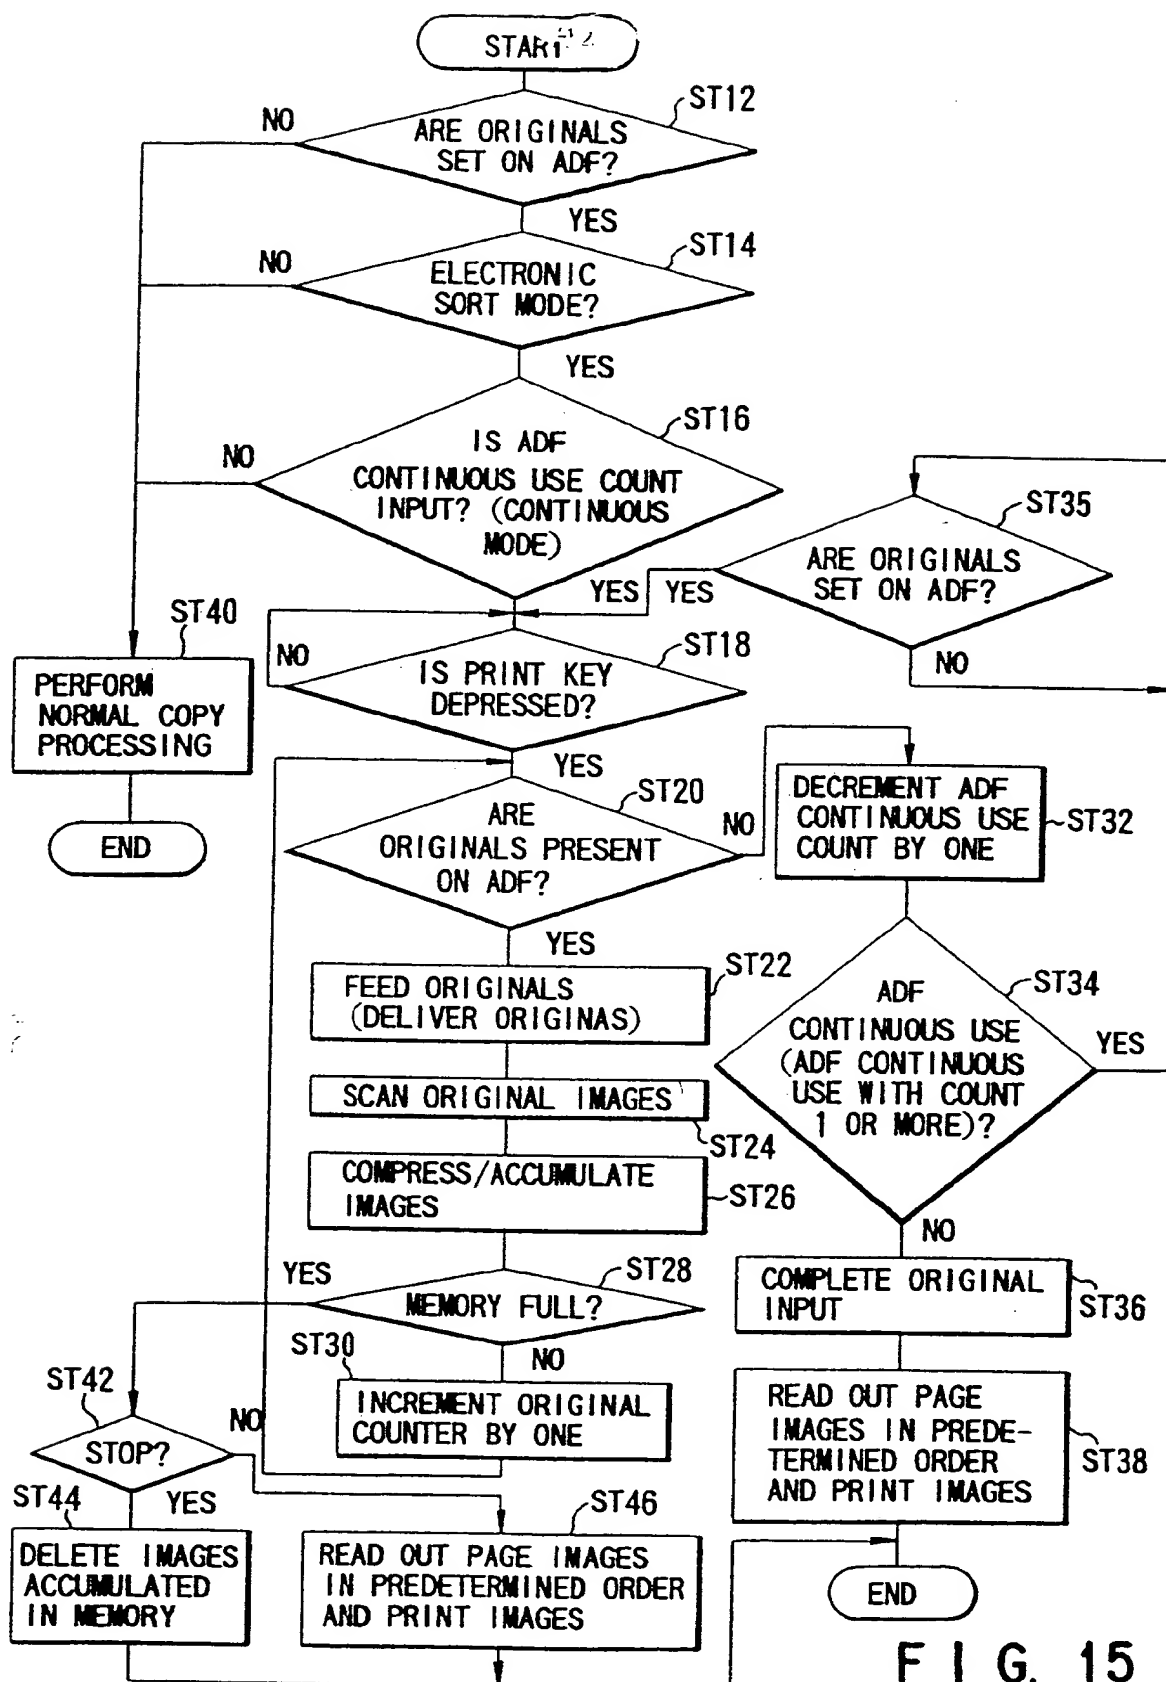 START
ST12
NO
ARE ORIGINALS
SET ON ADF?
YES
ST14
NO
ELECTRONIC
SORT MODE?
YES
ST16
NO
IS ADF
CONTINUOUS USE COUNT
INPUT? (CONTINUOUS
MODE)
YES
ST35
ARE ORIGINALS
SET ON ADF?
YES
NO
ST40
PERFORM
NORMAL COPY
PROCESSING
END
ST18
NO
IS PRINT KEY
DEPRESSED?
YES
ST20
ARE
ORIGINALS PRESENT
ON ADF?
NO
YES
DECREMENT ADF
CONTINUOUS USE
COUNT BY ONE
ST32
ST22
FEED ORIGINALS
(DELIVER ORIGINAS)
SCAN ORIGINAL IMAGES
ST24
COMPRESS/ACCUMULATE
IMAGES
ST26
ST34
ADF
CONTINUOUS USE
(ADF CONTINUOUS
USE WITH COUNT
1 OR MORE)?
YES
NO
YES
ST28
MEMORY FULL?
NO
ST30
INCREMENT ORIGINAL
COUNTER BY ONE
COMPLETE ORIGINAL
INPUT
ST36
READ OUT PAGE
IMAGES IN PREDE-
TERMINED ORDER
AND PRINT IMAGES
ST38
ST42
STOP?
NO
YES
ST44
DELETE IMAGES
ACCUMULATED
IN MEMORY
ST46
READ OUT PAGE IMAGES
IN PREDETERMINED ORDER
AND PRINT IMAGES
END
FIG. 15